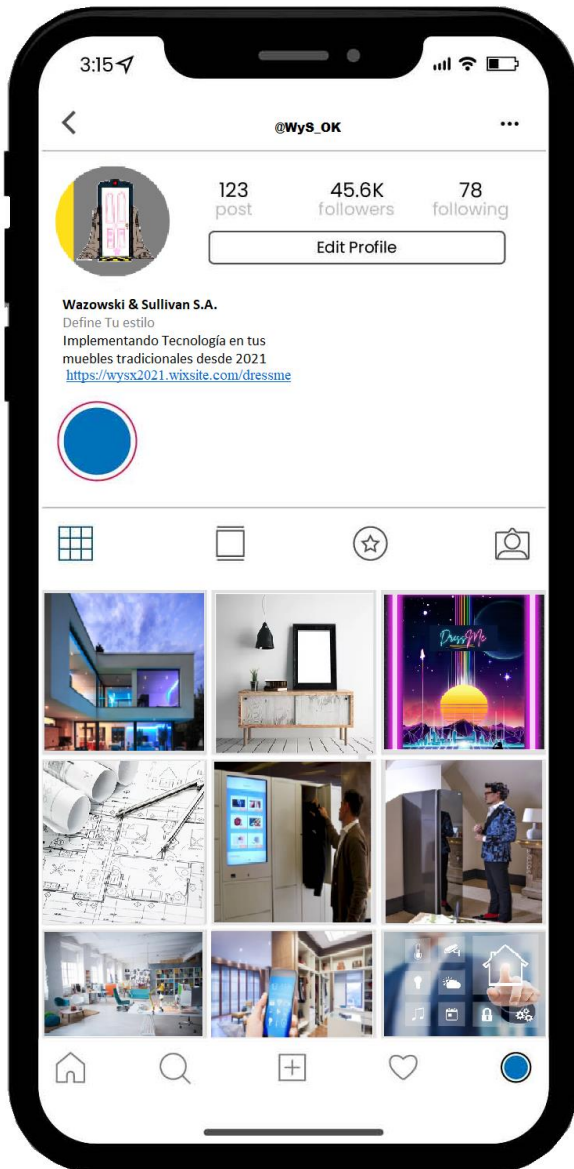 3:15
@WyS_OK
123 45.6K 78
post followers following
Edit Profile
Wazowski & Sullivan S.A.
Define Tu estilo
Implementando Tecnología en tus
muebles tradicionales desde 2021
https://wysx2021.wixsite.com/dressme
DressMe